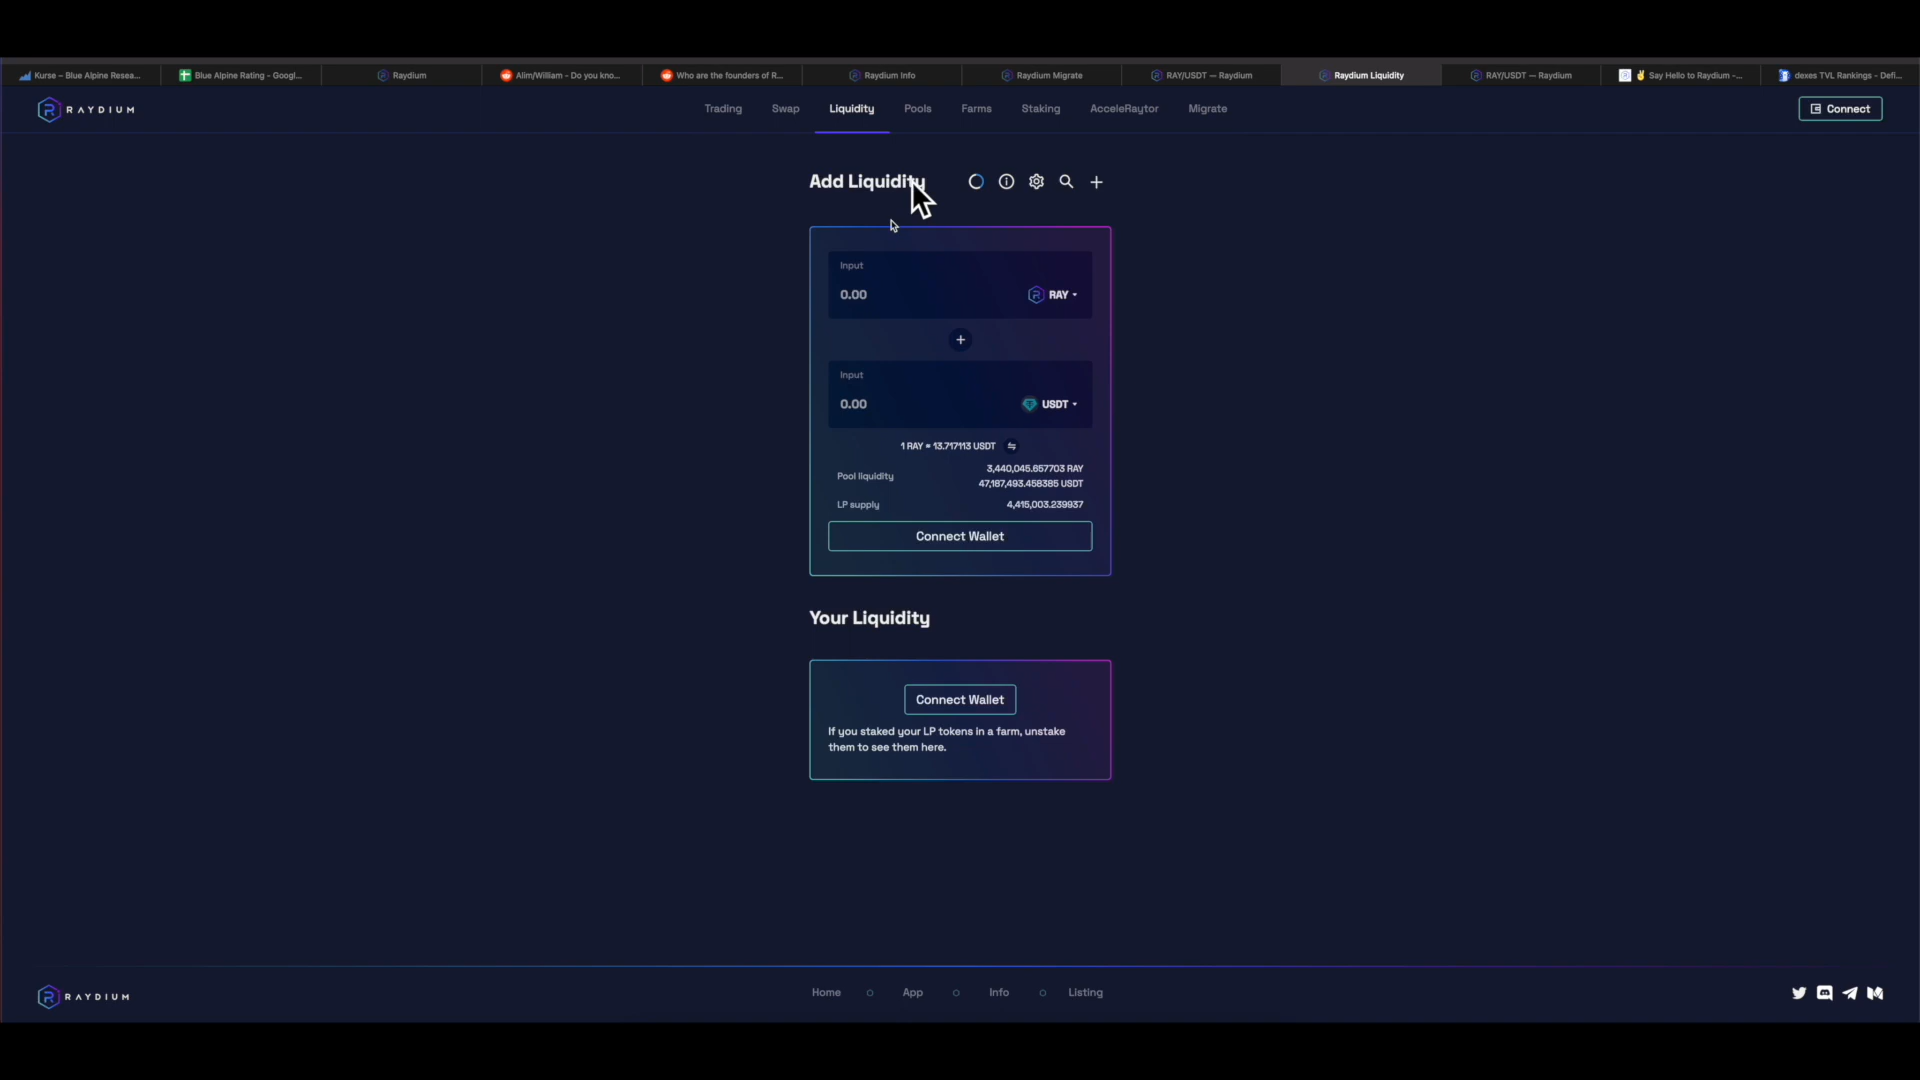 Kurse – Blue Alpine Resea...
Blue Alpine Rating - Googl...
Raydium
Alim/William - Do you kno...
Who are the founders of R...
Raydium Info
Raydium Migrate
RAY/USDT — Raydium
Raydium Liquidity
RAY/USDT — Raydium
Say Hello to Raydium -...
dexes TVL Rankings - Defi...
RAYDIUM
Trading
Swap
Liquidity
Pools
Farms
Staking
AcceleRaytor
Migrate
Connect
Add Liquidity
Input
0.00
RAY
+
Input
0.00
USDT
1 RAY ≈ 13.717113 USDT
Pool liquidity
3,440,045.657703 RAY
47,187,493.458385 USDT
LP supply
4,415,003.239937
Connect Wallet
Your Liquidity
Connect Wallet
If you staked your LP tokens in a farm, unstake
them to see them here.
RAYDIUM
Home
App
Info
Listing